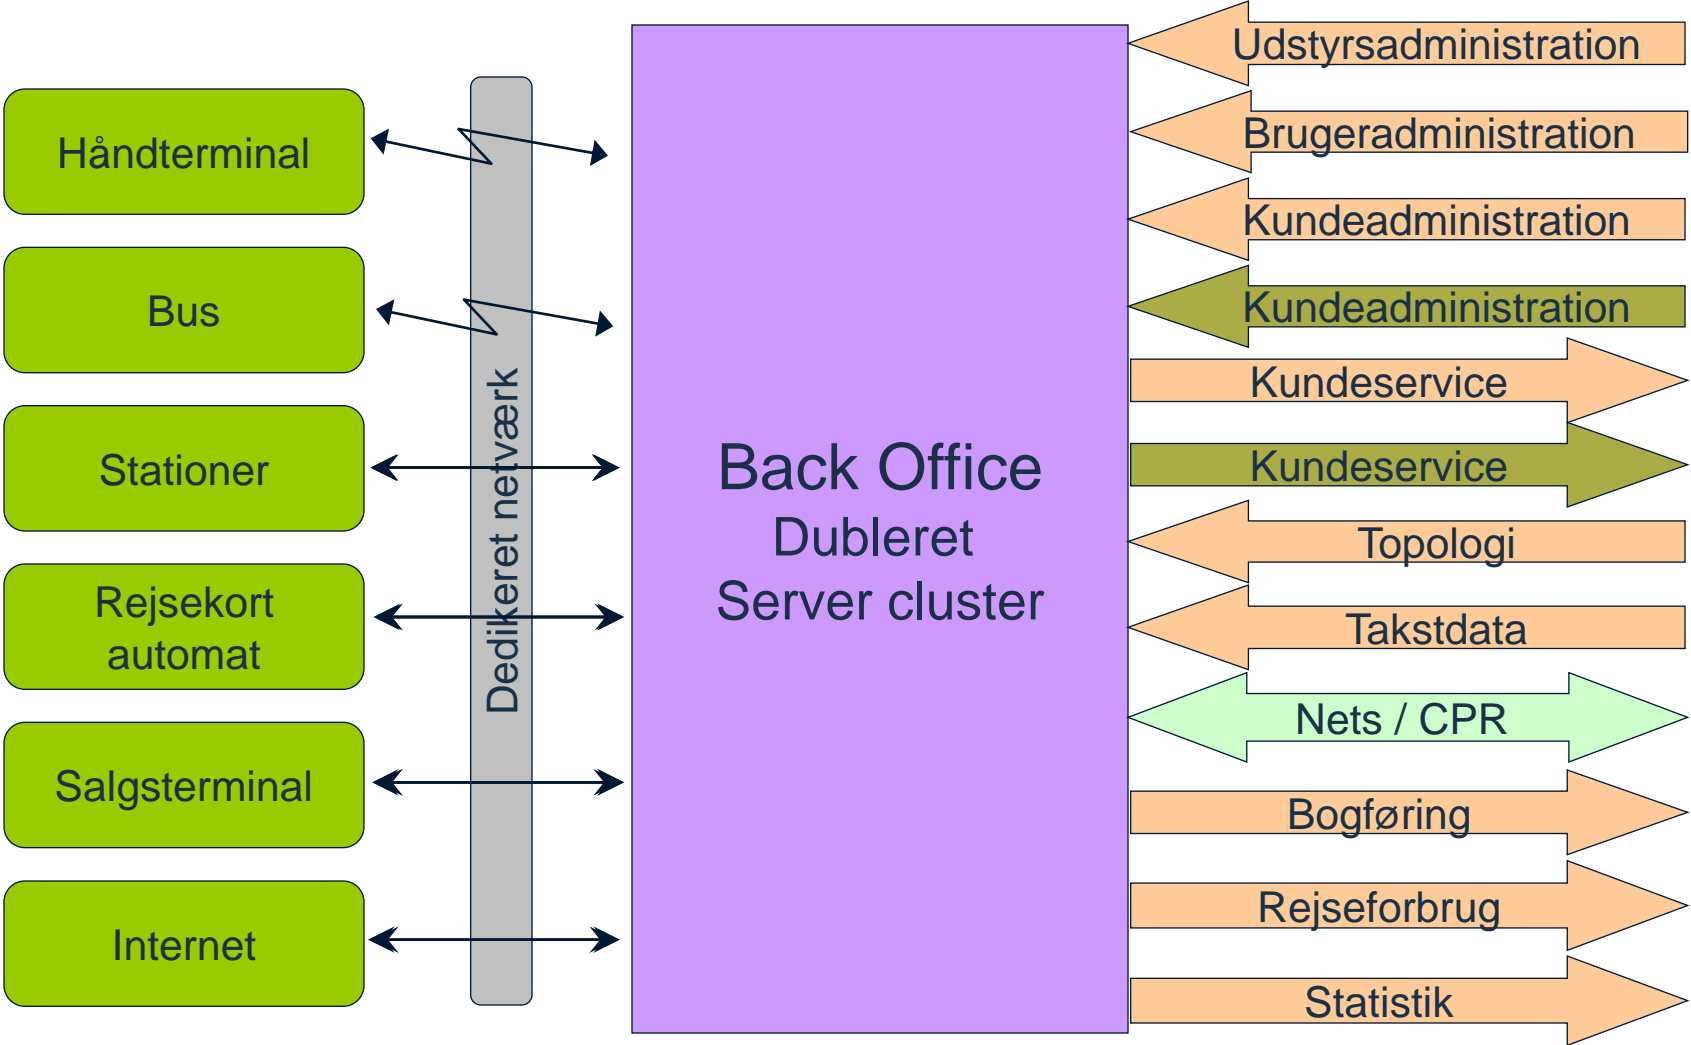 Håndterminal
Bus
Stationer
Rejsekort
automat
Salgsterminal
Internet
Dedikeret netværk
Back Office
Dubleret
Server cluster
Udstyrsadministration
Brugeradministration
Kundeadministration
Kundeadministration
Kundeservice
Kundeservice
Topologi
Takstdata
Nets / CPR
Bogføring
Rejseforbrug
Statistik